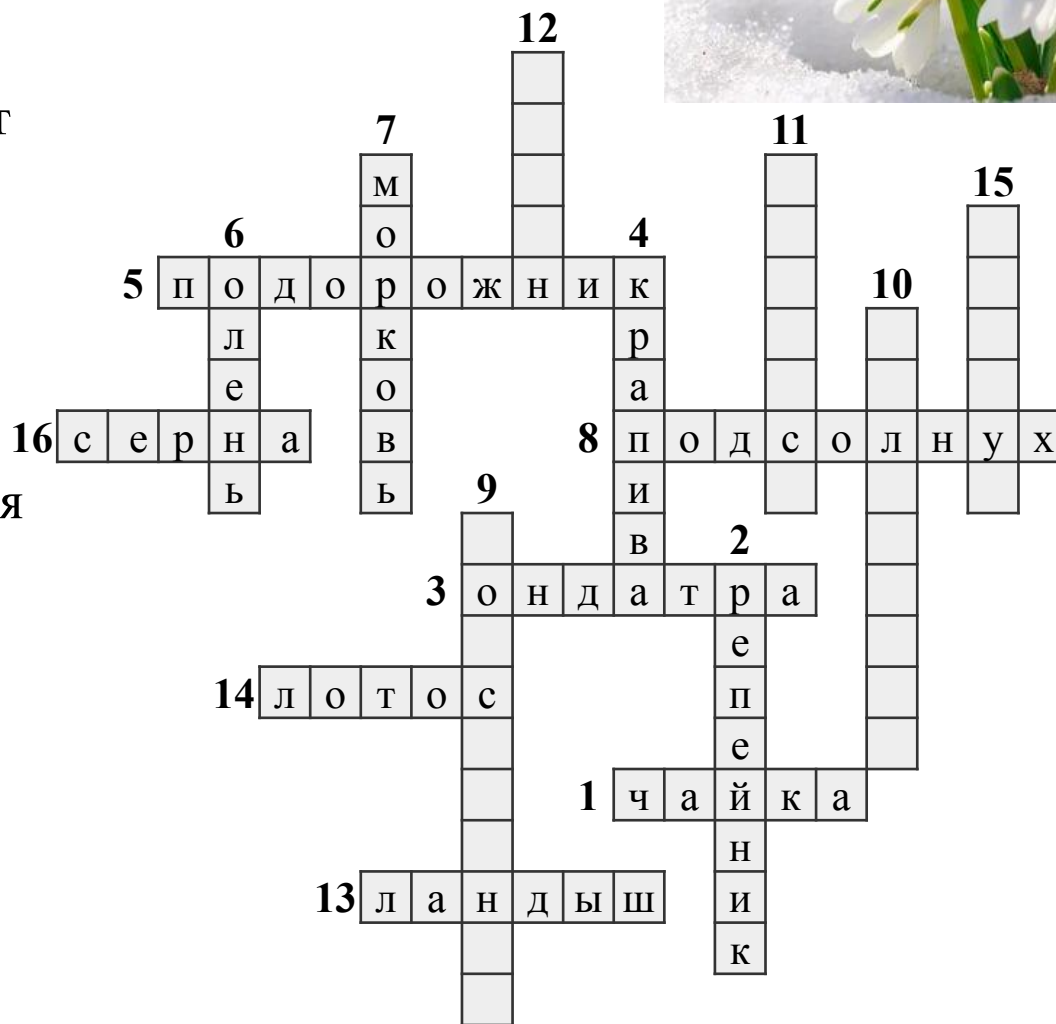 12
т
7
11
м
15
6
о
4
5 подорожник
10
л к р
е о а
16 серна в 8 подсолнух
я ь ь 9 и
в 2
3 ондатра
е
14 лотос п
е
1 чайка
н
13 ландыш и
к